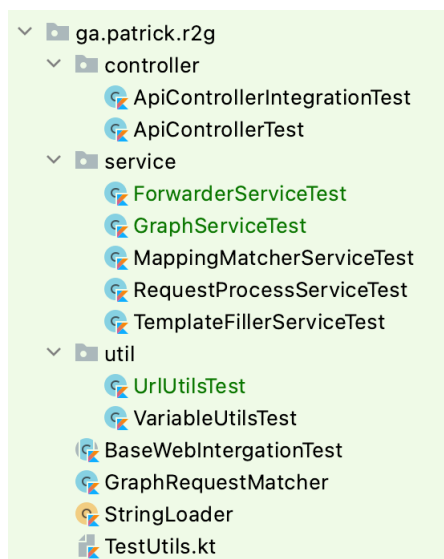 ga.patrick.r2g
controller
ApiControllerIntegrationTest
ApiControllerTest
service
ForwarderServiceTest
GraphServiceTest
MappingMatcherServiceTest
RequestProcessServiceTest
TemplateFillerServiceTest
util
UrlUtilsTest
VariableUtilsTest
BaseWebIntergationTest
GraphRequestMatcher
StringLoader
TestUtils.kt